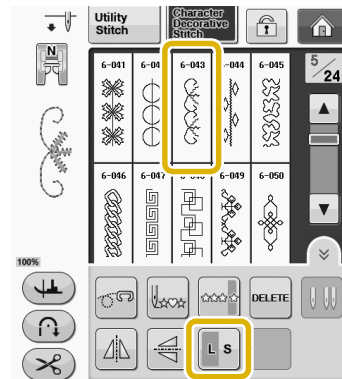 Utility
Stitch
Character
Decorative
Stitch
N
6-041
6-04
6-043
-044
6-045
5/24
6-046
6-047
6-049
6-050
100%
DELETE
L S